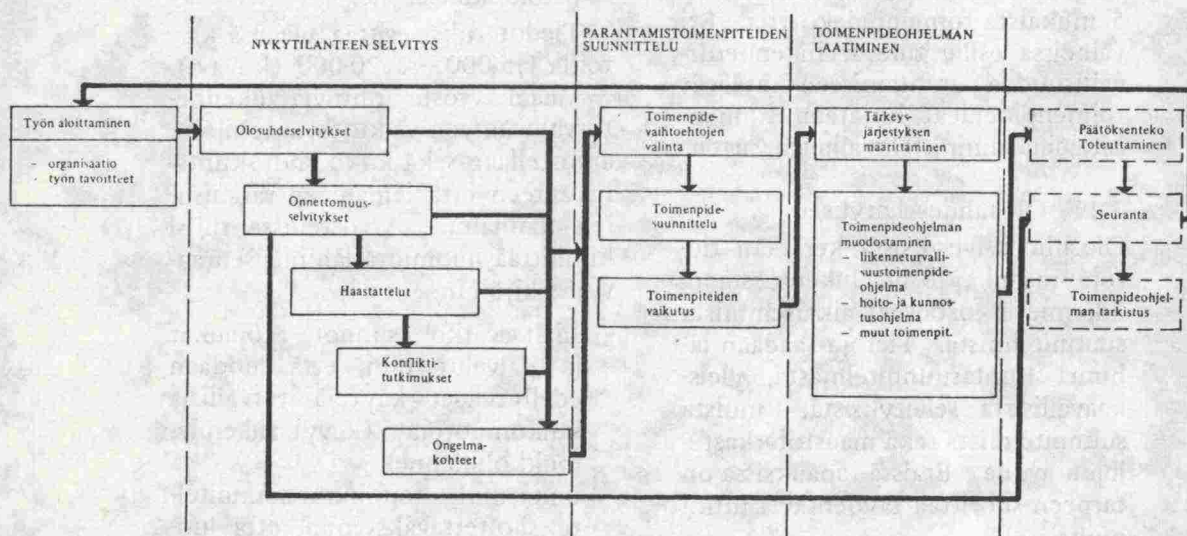 NYKYTILANTEEN SELVITYS
PARANTAMISTOIMENPITEIDEN
SUUNNITTELU
TOIMENPIDEOHJELMAN
LAATIMINEN
Työn aloittaminen
- organisaatio
- työn tavoitteet
Olosuhdeselvitykset
Onnettomuus-
selvitykset
Haastattelut
Konflikti-
tutkimukset
Ongelma-
kohteet
Toimenpide-
vaihtoehtojen
valinta
Toimenpide-
suunnittelu
Toimenpiteiden
vaikutus
Tärkeys-
järjestyksen
määrittäminen
Toimenpideohjelman
muodostaminen
- liikenneturvalli-
suustoimenpide-
ohjelma
- hoito- ja kunnos-
tusohjelma
- muut toimenpit.
Päätöksenteko
Toteuttaminen
Seuranta
Toimenpideohjel-
man tarkistus